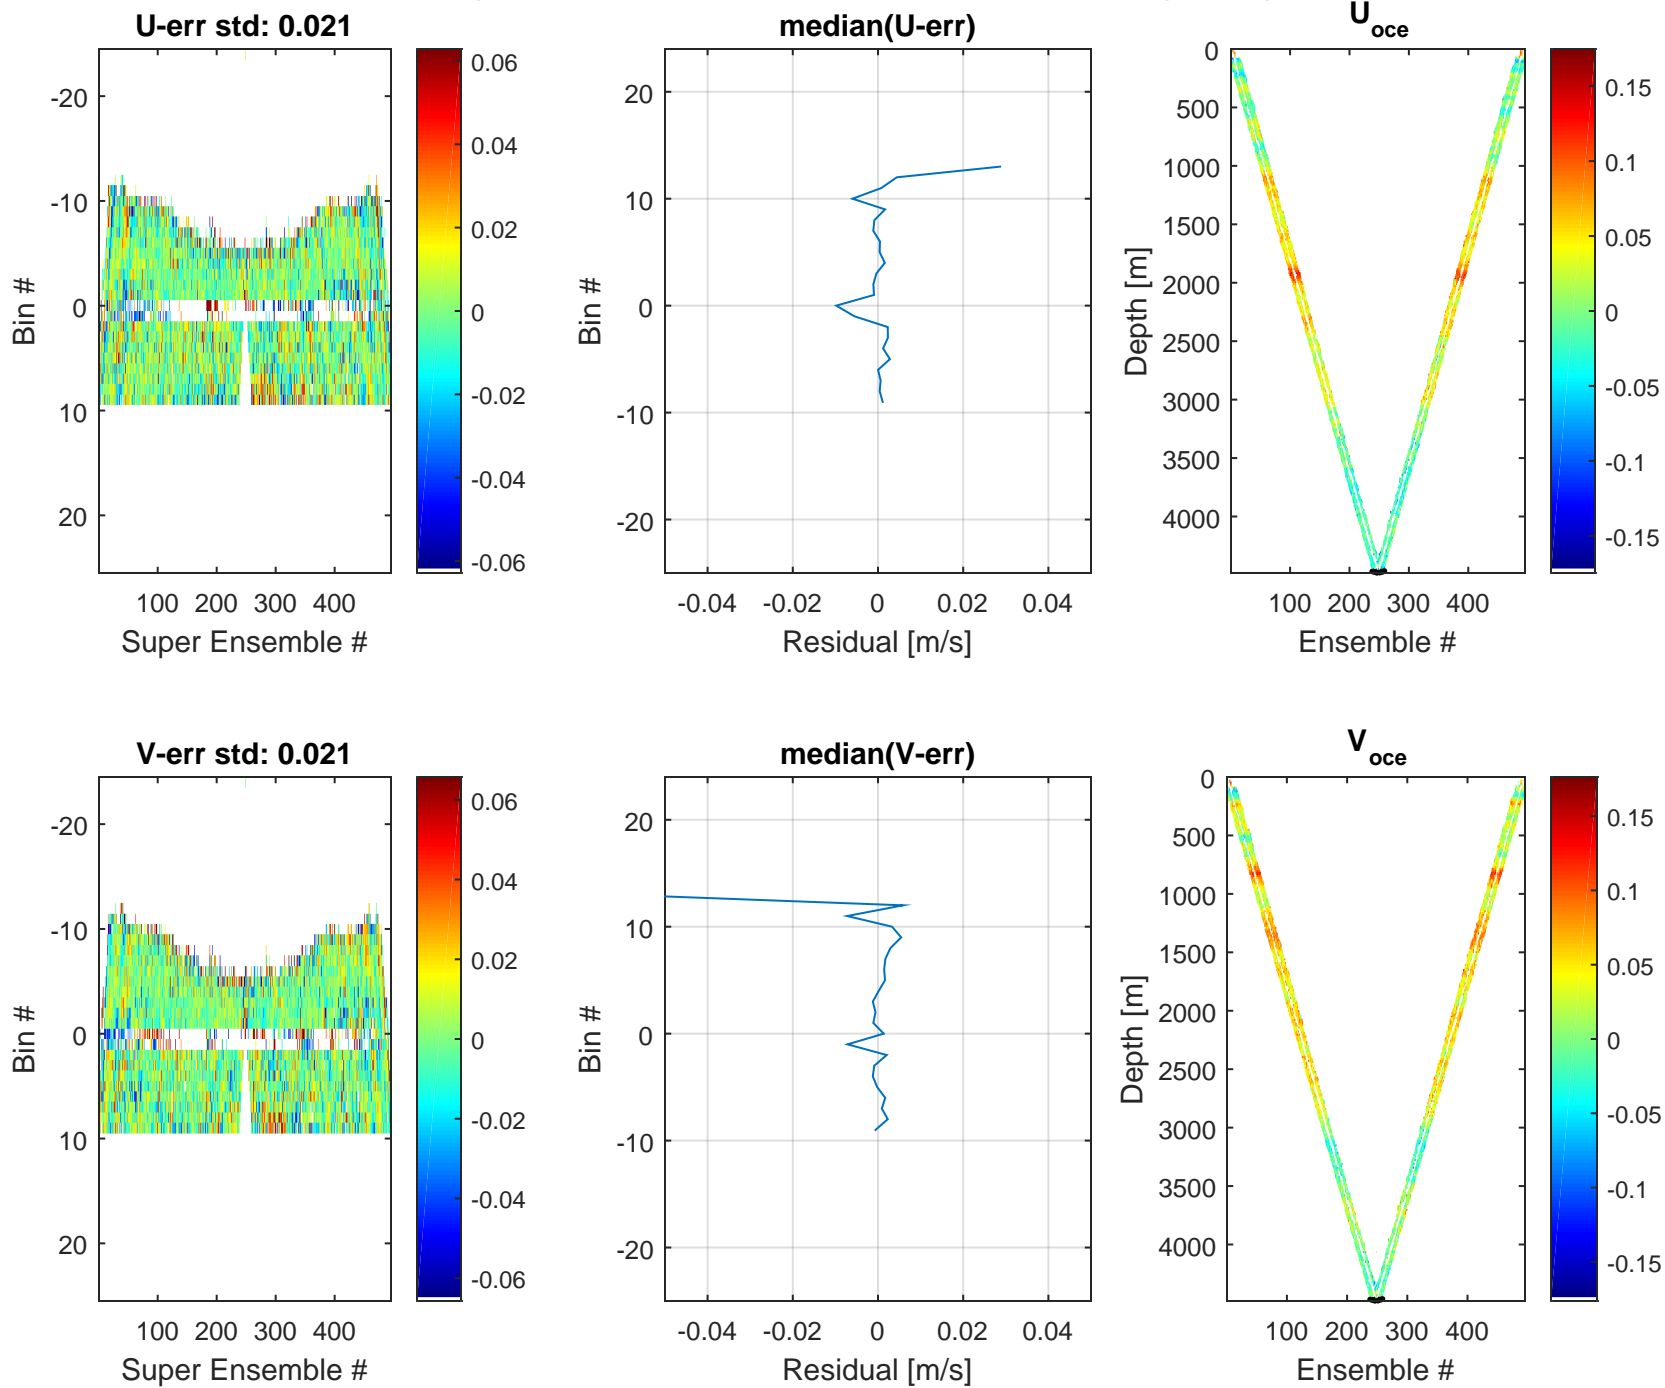 U-err std: 0.021
-20
-10
0
10
20
Bin #
100 200 300 400
Super Ensemble #
0.06
0.04
0.02
0
-0.02
-0.04
-0.06
median(U-err)
20
10
0
-10
-20
Bin #
-0.04 -0.02 0 0.02 0.04
Residual [m/s]
U oce
0
500
1000
1500
2000
2500
3000
3500
4000
Depth [m]
100 200 300 400
Ensemble #
0.15
0.1
0.05
0
-0.05
-0.1
-0.15
V-err std: 0.021
-20
-10
0
10
20
Bin #
100 200 300 400
Super Ensemble #
0.06
0.04
0.02
0
-0.02
-0.04
-0.06
median(V-err)
20
10
0
-10
-20
Bin #
-0.04 -0.02 0 0.02 0.04
Residual [m/s]
V oce
0
500
1000
1500
2000
2500
3000
3500
4000
Depth [m]
100 200 300 400
Ensemble #
0.15
0.1
0.05
0
-0.05
-0.1
-0.15